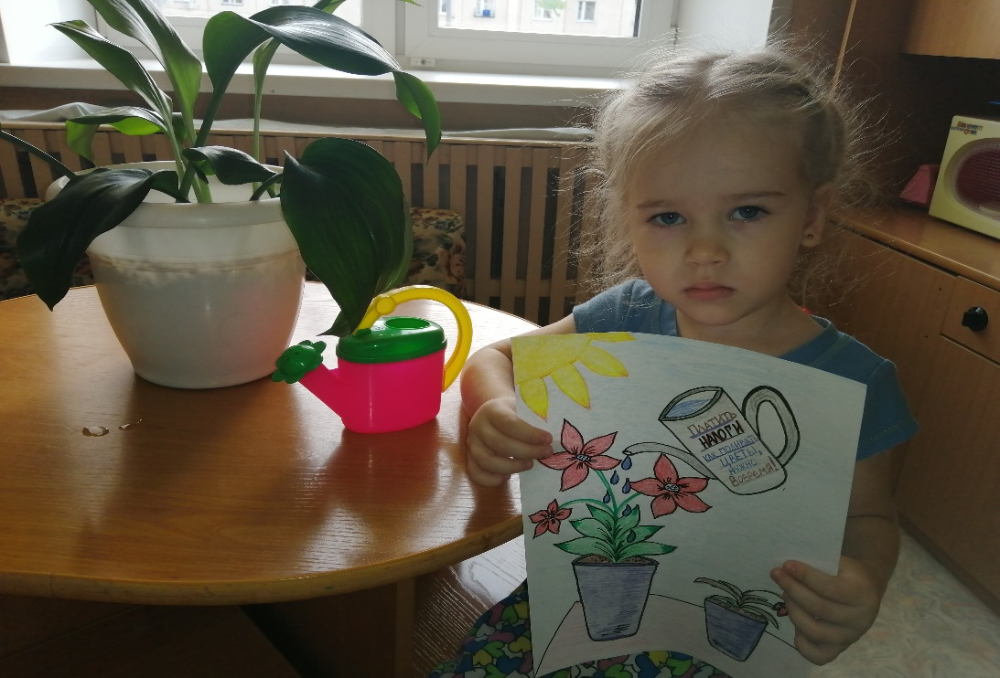 Платить
НАЛОГИ
как поливать
цветы,
нужно
вовремя!